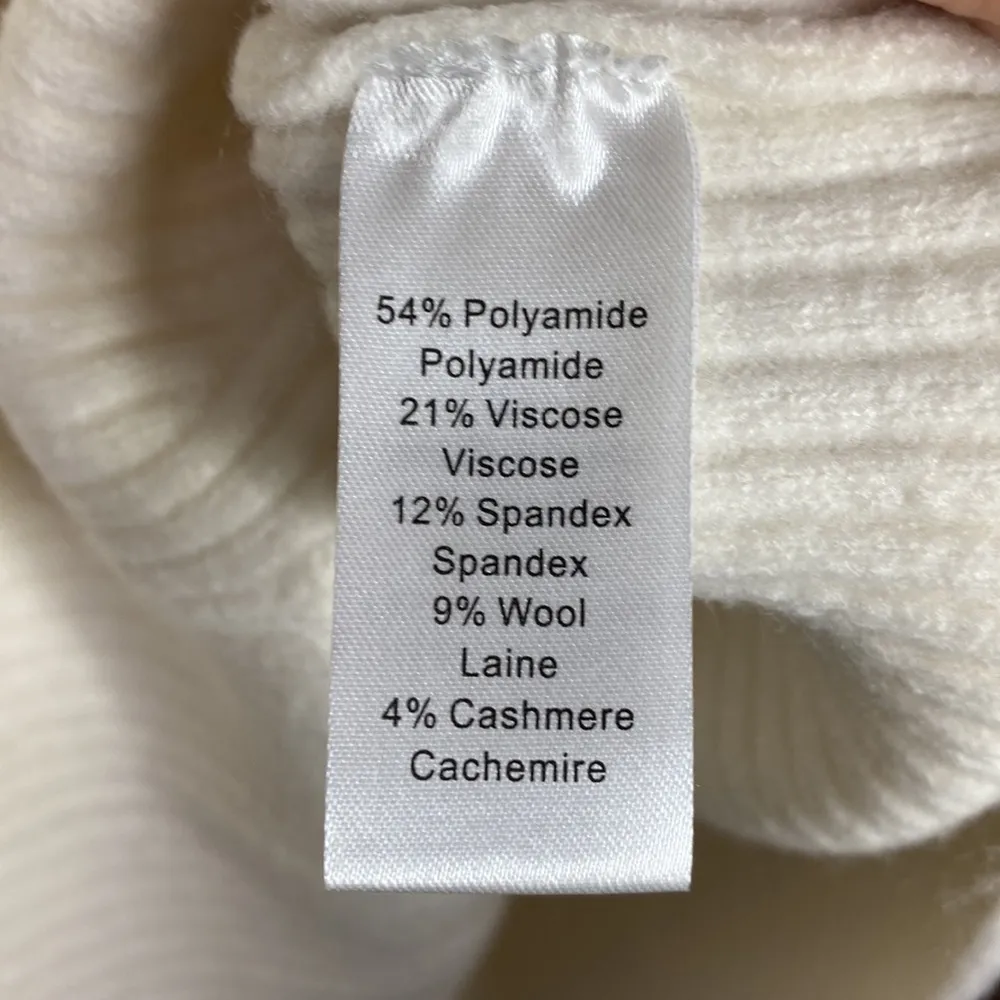 54% Polyamide
Polyamide
21% Viscose
Viscose
12% Spandex
Spandex
9% Wool
Laine
4% Cashmere
Cachemire